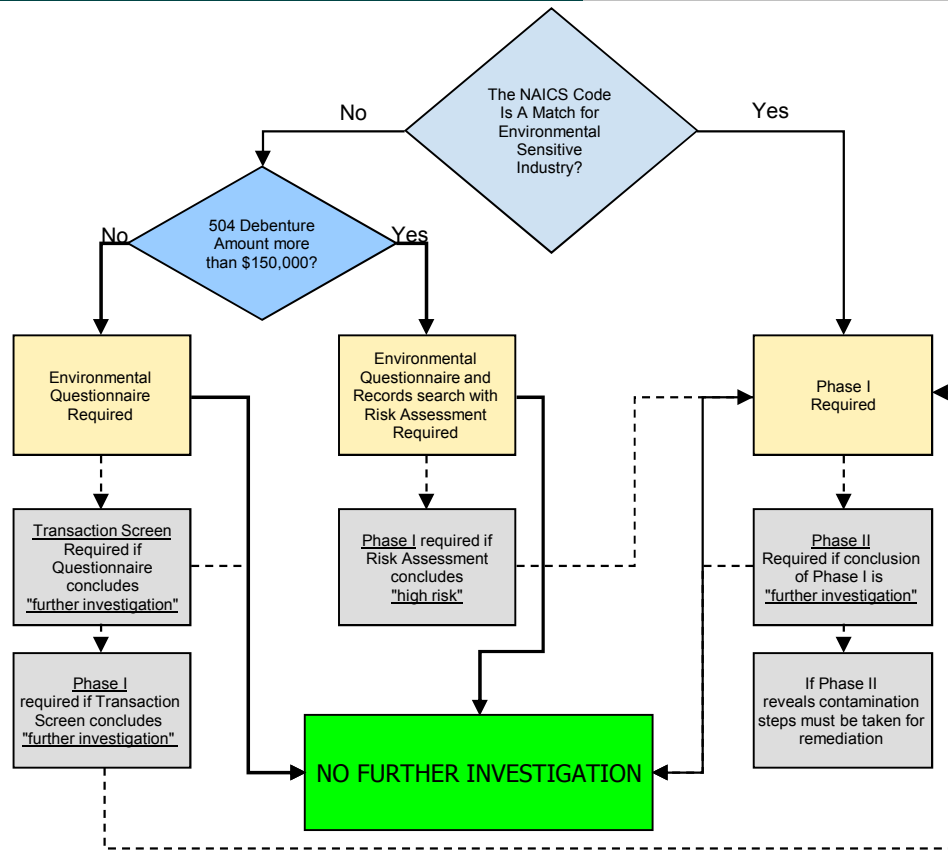 The NAICS Code
Is A Match for
Environmental
Sensitive
Industry?
No
Yes
504 Debenture
Amount more
than $150,000?
No
Yes
Environmental
Questionnaire
Required
Environmental
Questionnaire and
Records search with
Risk Assessment
Required
Phase I
Required
Transaction Screen
Required if
Questionnaire
concludes
"further investigation"
Phase I required if
Risk Assessment
concludes
"high risk"
Phase II
Required if conclusion
of Phase I is
"further investigation"
Phase I
required if Transaction
Screen concludes
"further investigation"
If Phase II
reveals contamination
steps must be taken for
remediation
NO FURTHER INVESTIGATION